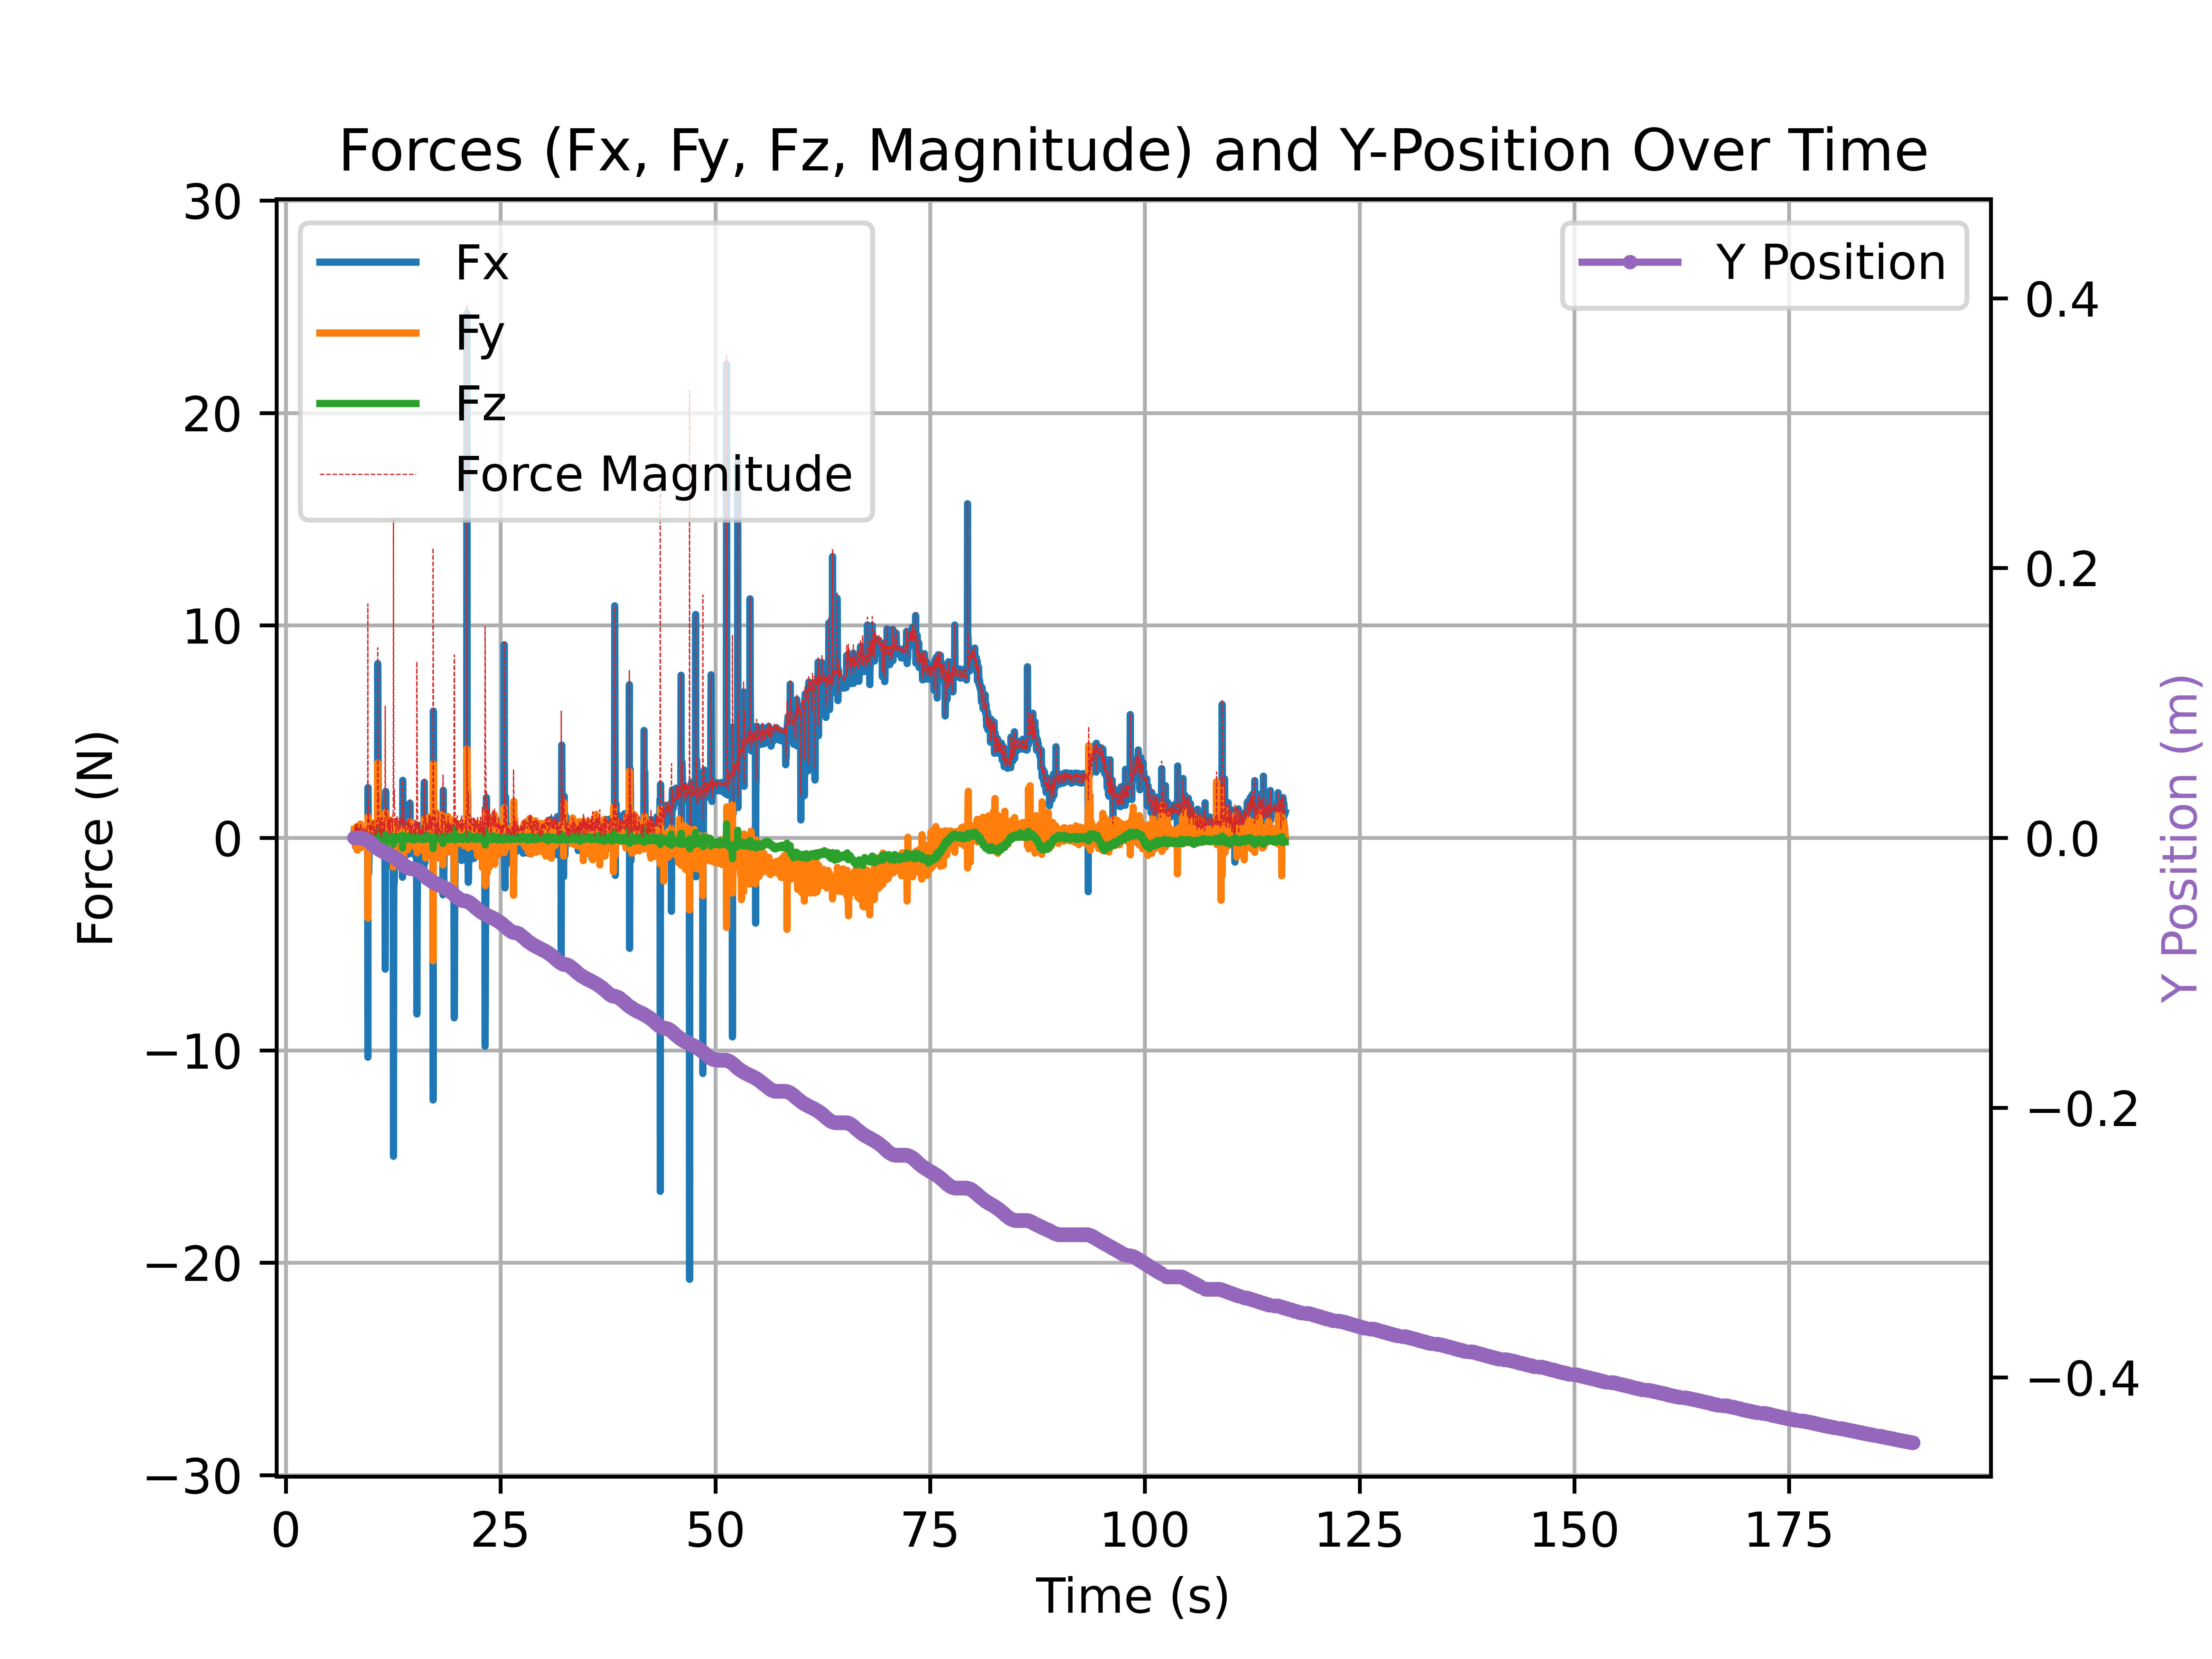 Forces (Fx, Fy, Fz, Magnitude) and Y-Position Over Time
30
20
10
0
−10
−20
−30
Force (N)
Fx
Fy
Fz
Force Magnitude
Y Position
0.4
0.2
0.0
−0.2
−0.4
Y Position (m)
0 25 50 75 100 125 150 175
Time (s)